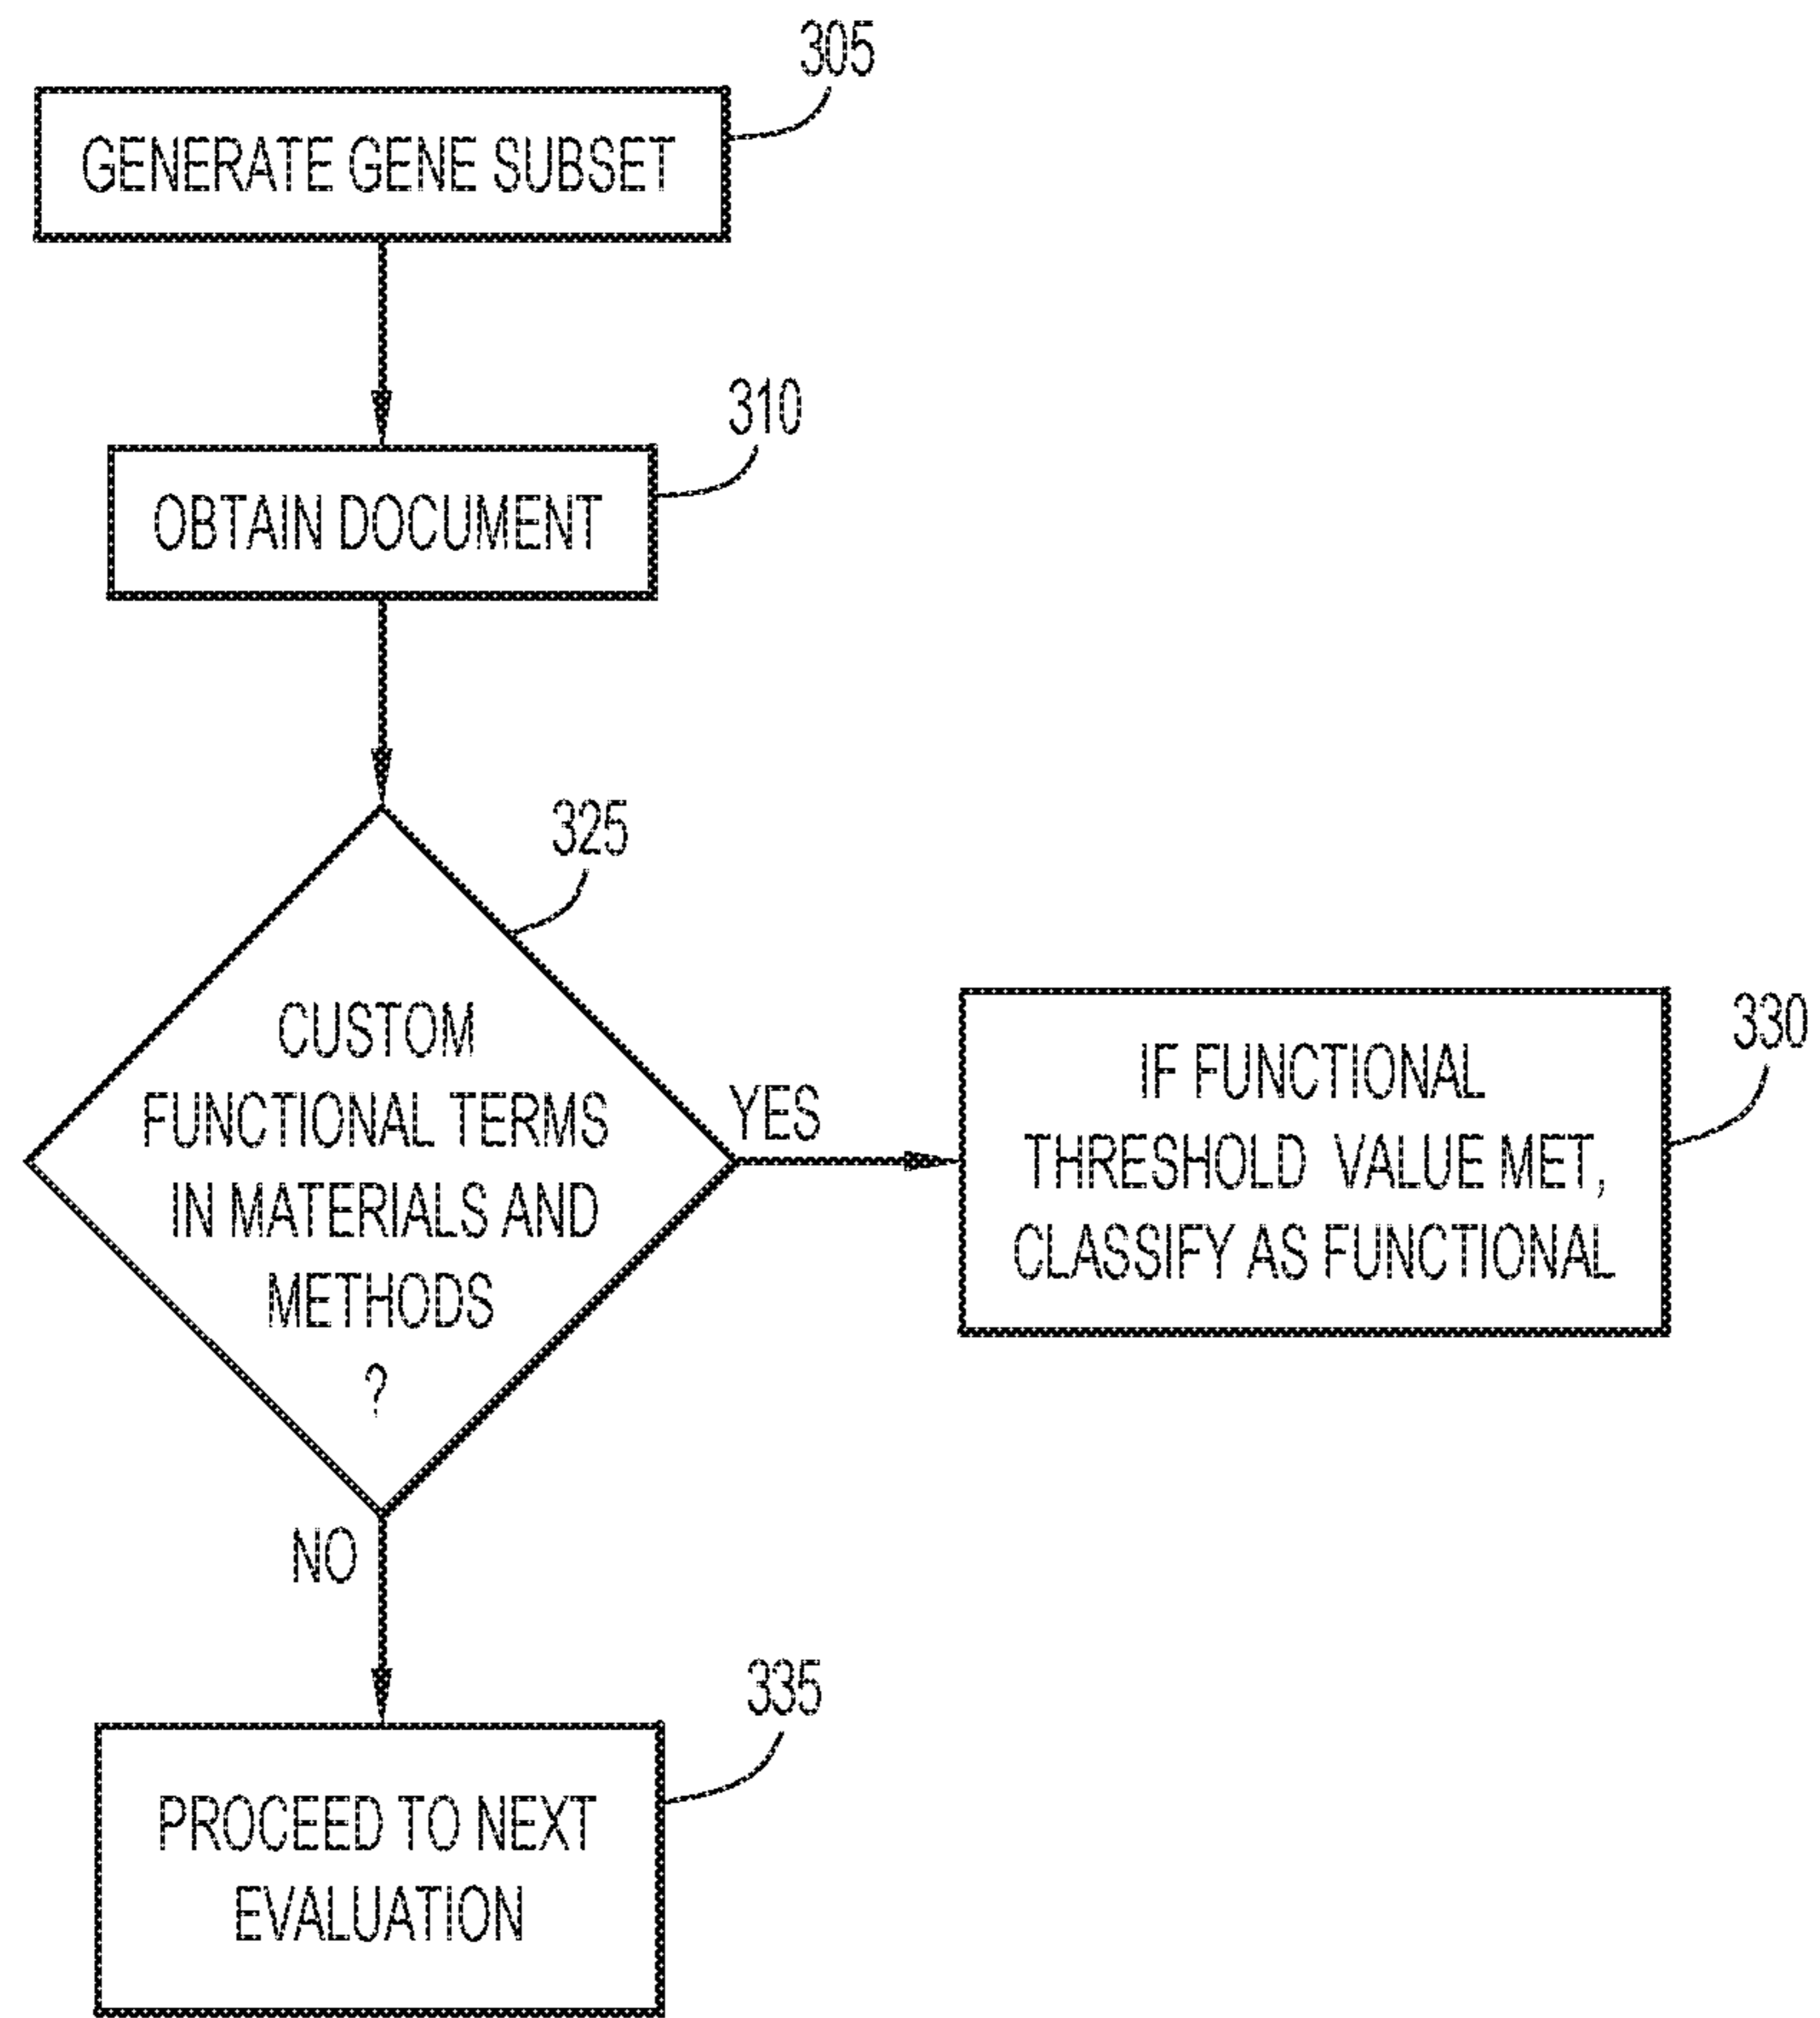 305
GENERATE GENE SUBSET
310
OBTAIN DOCUMENT
325
CUSTOM
FUNCTIONAL TERMS
IN MATERIALS AND
METHODS
?
YES
330
IF FUNCTIONAL
THRESHOLD VALUE MET,
CLASSIFY AS FUNCTIONAL
NO
335
PROCEED TO NEXT
EVALUATION